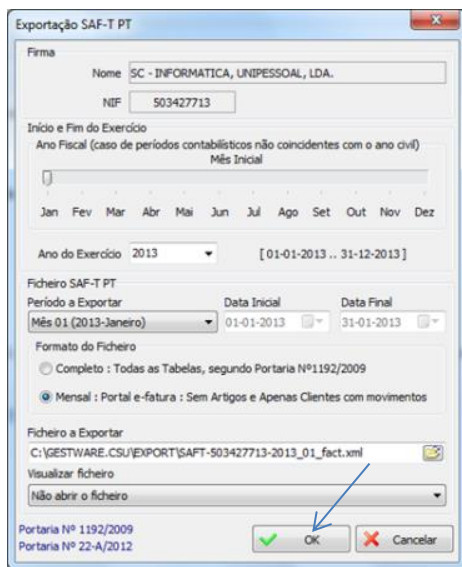 Exportação SAF-T PT
Firma
Nome SC - INFORMATICA, UNIPESSOAL, LDA.
NIF 503427713
Início e Fim do Exercício
Ano Fiscal (caso de períodos contabilísticos não coincidentes com o ano civil)
Mês Inicial
Jan Fev Mar Abr Mai Jun Jul Ago Set Out Nov Dez
Ano do Exercício 2013 [ 01-01-2013 .. 31-12-2013 ]
Ficheiro SAF-T PT
Período a Exportar Data Inicial Data Final
Mês 01 (2013-Janeiro) 01-01-2013 31-01-2013
Formato do Ficheiro
Completo : Todas as Tabelas, segundo Portaria Nº1192/2009
Mensal : Portal e-fatura : Sem Artigos e Apenas Clientes com movimentos
Ficheiro a Exportar
C:\GESTWARE.CSU\EXPORT\SAFT-503427713-2013_01_fact.xml
Visualizar ficheiro
Não abrir o ficheiro
Portaria Nº 1192/2009
Portaria Nº 22-A/2012
OK Cancelar